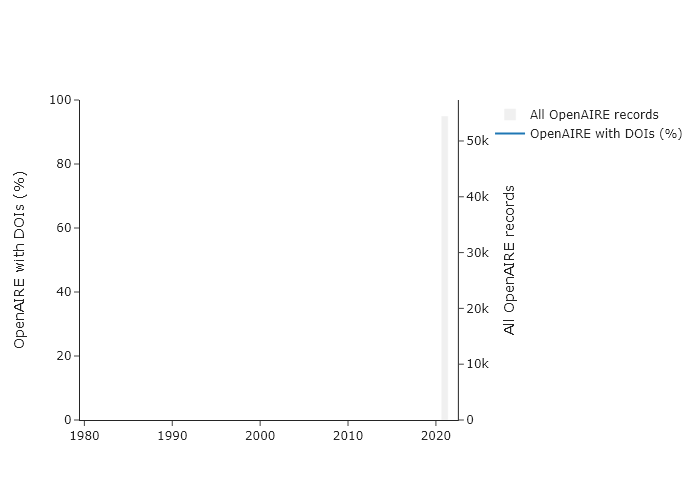 100
80
60
40
20
0
OpenAIRE with DOIs (%)
1980
1990
2000
2010
2020
50k
40k
30k
20k
10k
0
All OpenAIRE records
All OpenAIRE records
OpenAIRE with DOIs (%)